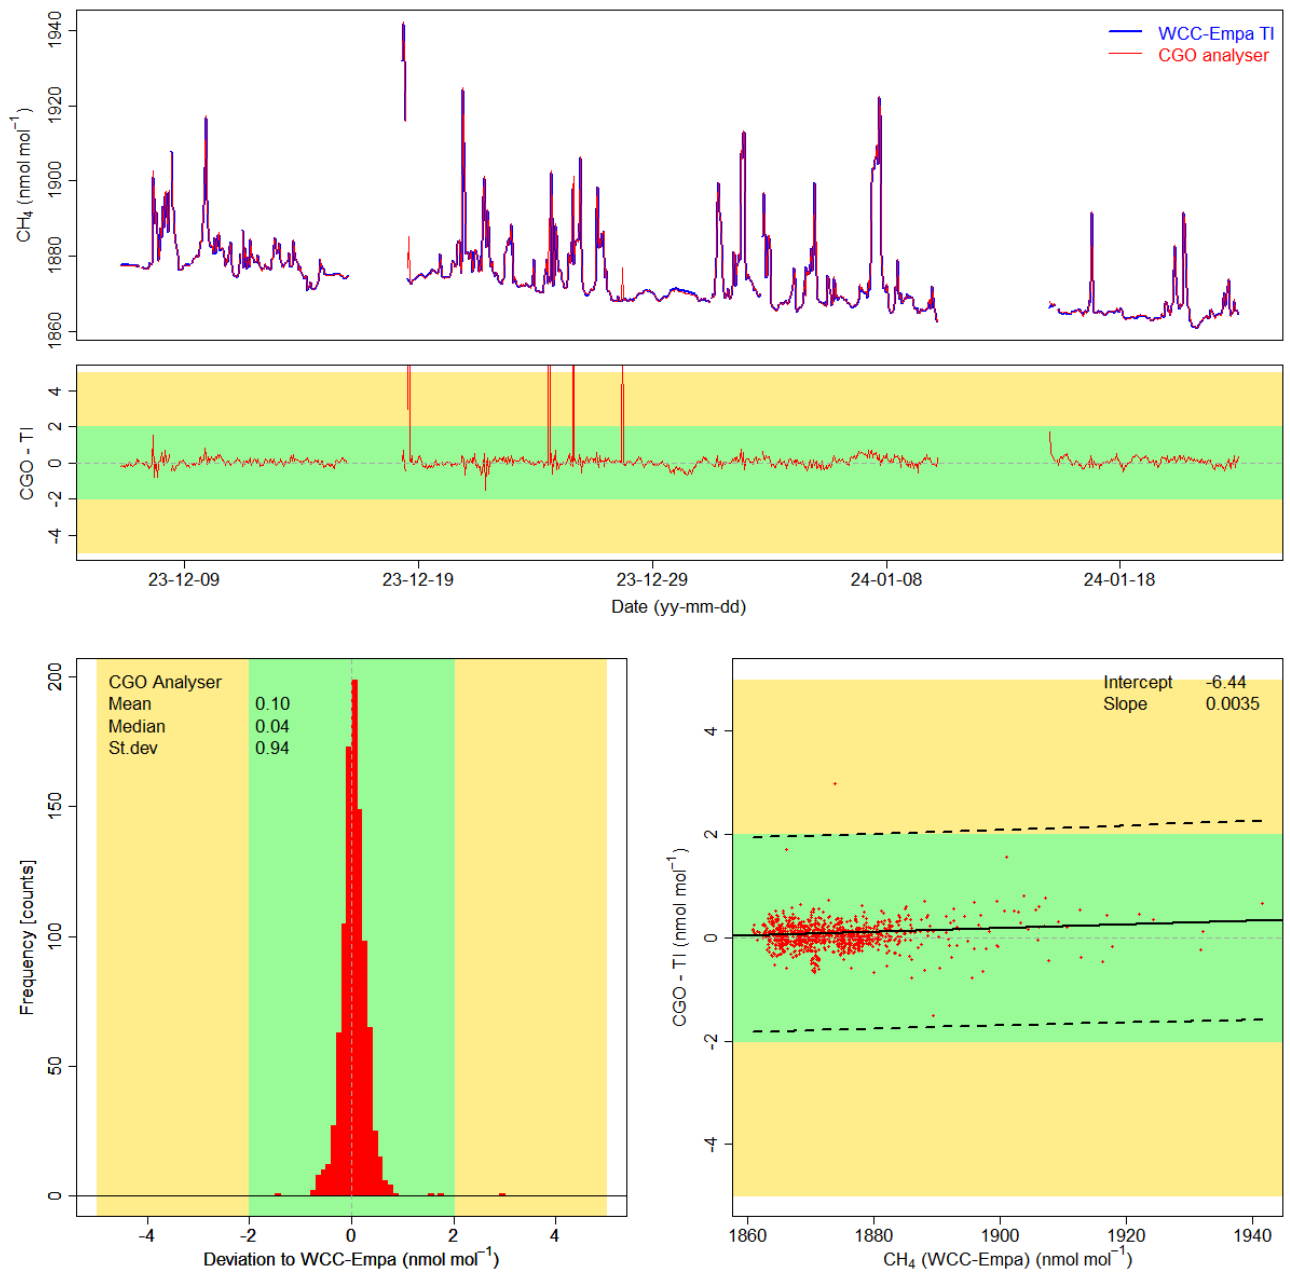 WCC-Empa TI
CGO analyser
CH₄ (nmol mol⁻¹)
1940
1920
1900
1880
1860
CGO - TI
4
2
0
-2
-4
23-12-09
23-12-19
23-12-29
24-01-08
24-01-18
Date (yy-mm-dd)
CGO Analyser
Mean 0.10
Median 0.04
St.dev 0.94
Frequency [counts]
200
150
100
50
0
-4
-2
0
2
4
Deviation to WCC-Empa (nmol mol⁻¹)
Intercept -6.44
Slope 0.0035
CGO - TI (nmol mol⁻¹)
4
2
0
-2
-4
1860
1880
1900
1920
1940
CH₄ (WCC-Empa) (nmol mol⁻¹)